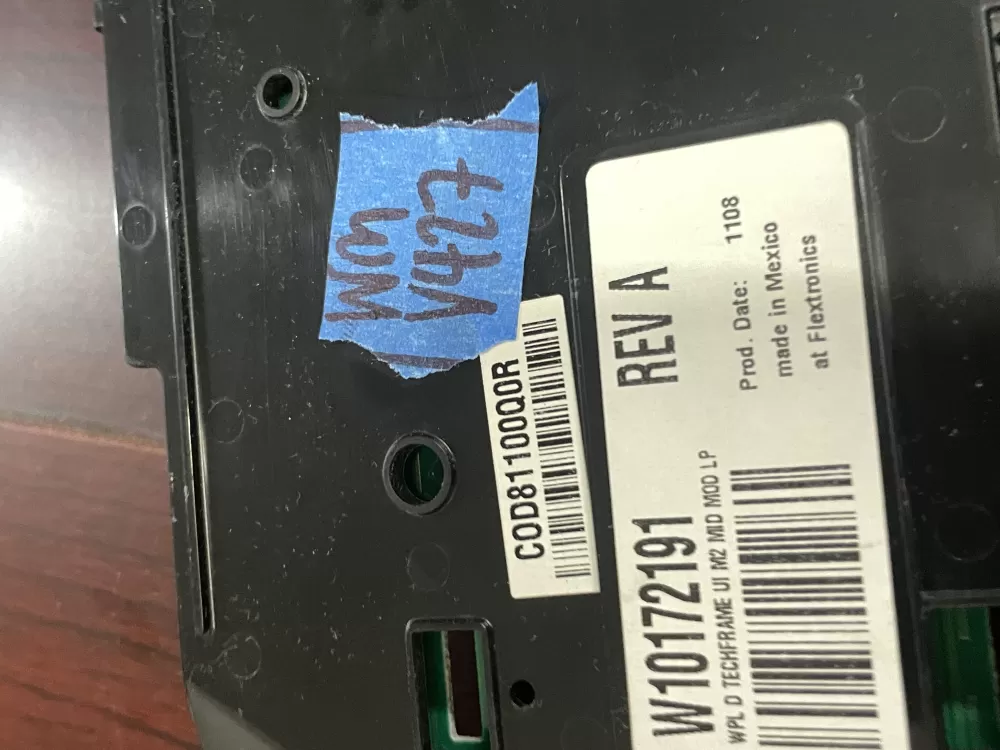 Wm
V427
COD81100Q0R
W10172191 REV A
WPL D TECHFRAME UI M2 MID MOD LP
Prod. Date: 1108
made in Mexico
at Flextronics